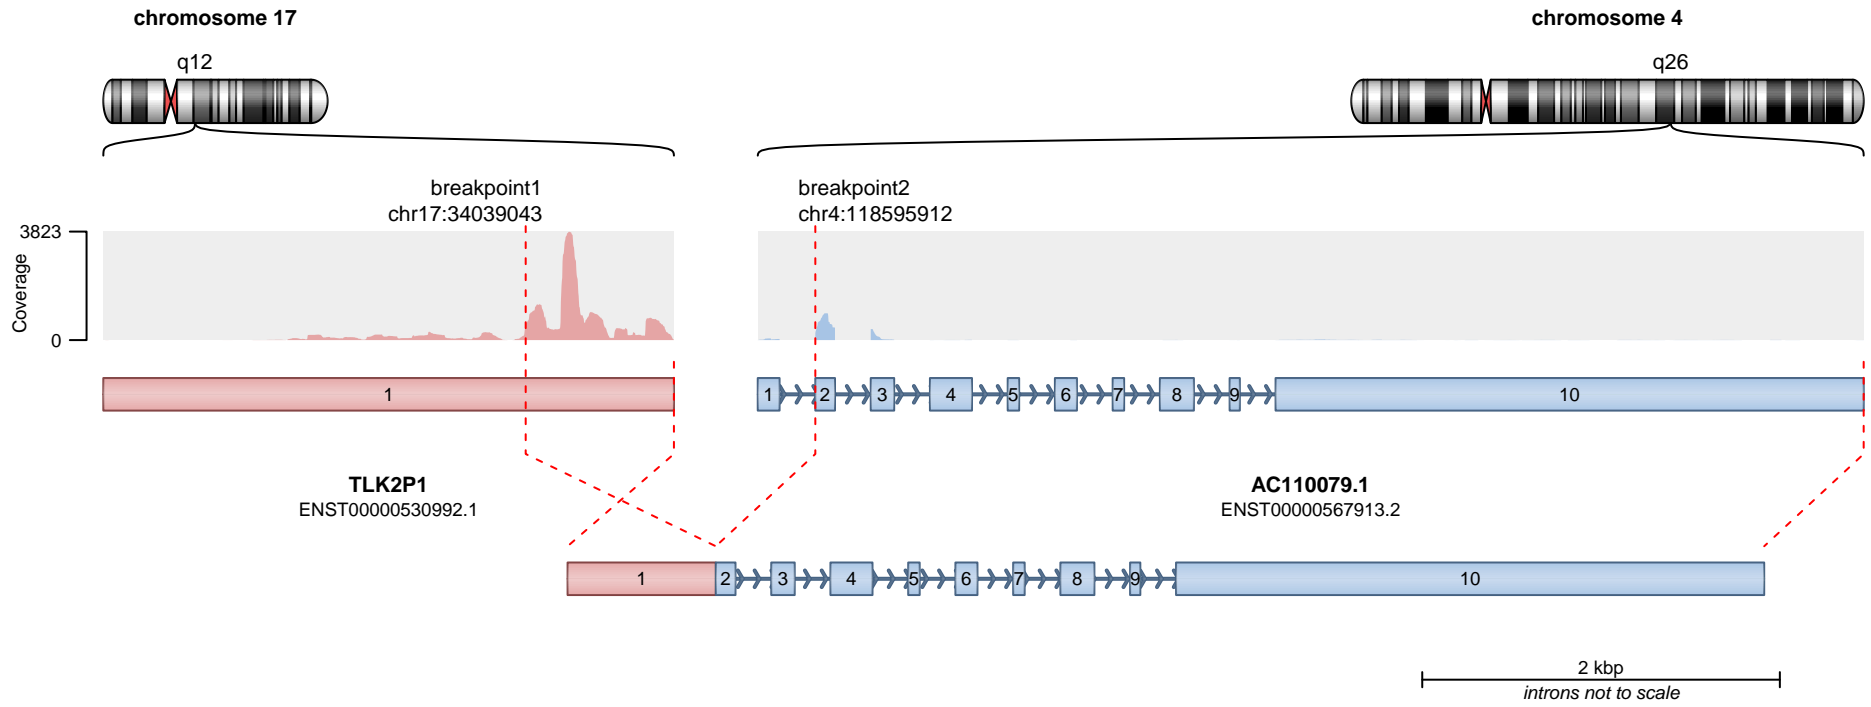 chromosome 17
chromosome 4
q12
q26
breakpoint1
chr17:34039043
breakpoint2
chr4:118595912
3823
0
Coverage
1
1 2 3 4 5 6 7 8 9 10
TLK2P1
ENST00000530992.1
AC110079.1
ENST00000567913.2
1 2 3 4 5 6 7 8 9 10
2 kbp
introns not to scale